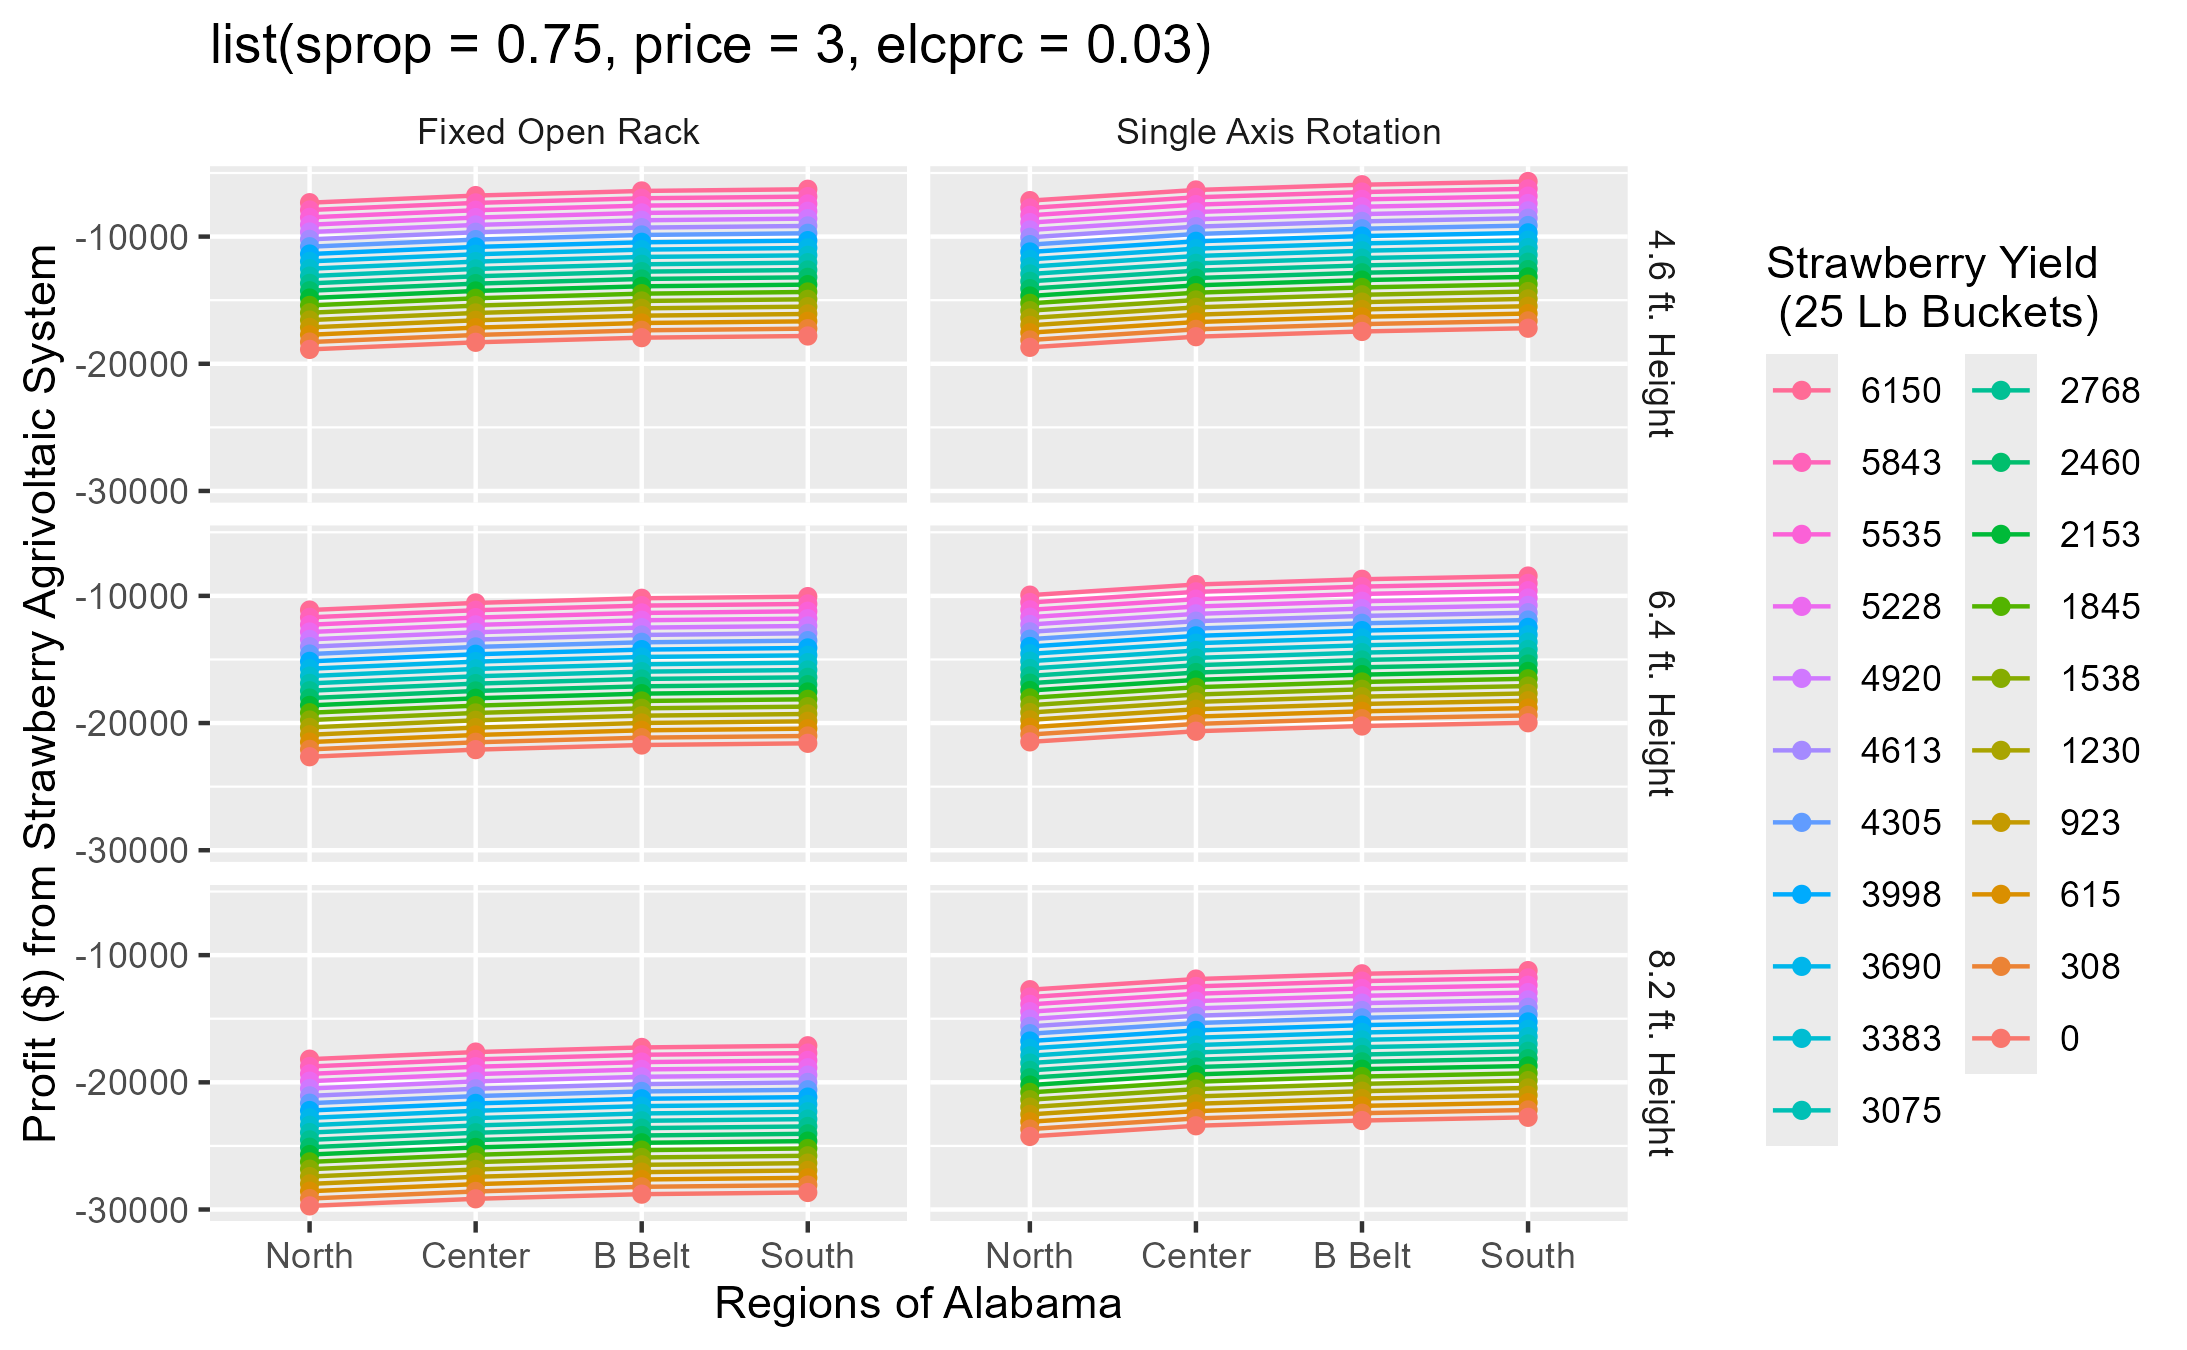 list(sprop = 0.75, price = 3, elcprc = 0.03)
Fixed Open Rack
Single Axis Rotation
Profit ($) from Strawberry Agrivoltaic System
-10000
-20000
-30000
4.6 ft. Height
-10000
-20000
-30000
6.4 ft. Height
-10000
-20000
-30000
8.2 ft. Height
North Center B Belt South
North Center B Belt South
Regions of Alabama
Strawberry Yield
(25 Lb Buckets)
6150
5843
5535
5228
4920
4613
4305
3998
3690
3383
3075
2768
2460
2153
1845
1538
1230
923
615
308
0